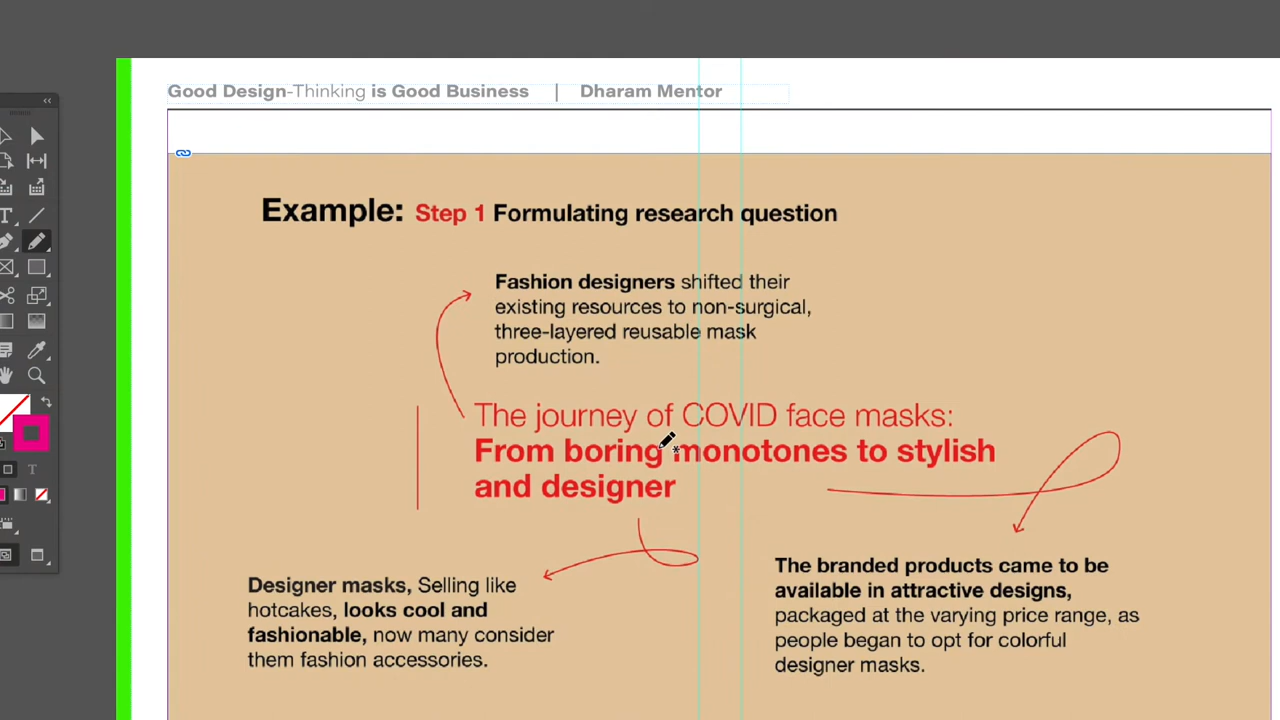 Good Design-Thinking is Good Business | Dharam Mentor
Example: Step 1 Formulating research question
Fashion designers shifted their
existing resources to non-surgical,
three-layered reusable mask
production.
The journey of COVID face masks:
From boring monotones to stylish
and designer
Designer masks, Selling like
hotcakes, looks cool and
fashionable, now many consider
them fashion accessories.
The branded products came to be
available in attractive designs,
packaged at the varying price range, as
people began to opt for colorful
designer masks.